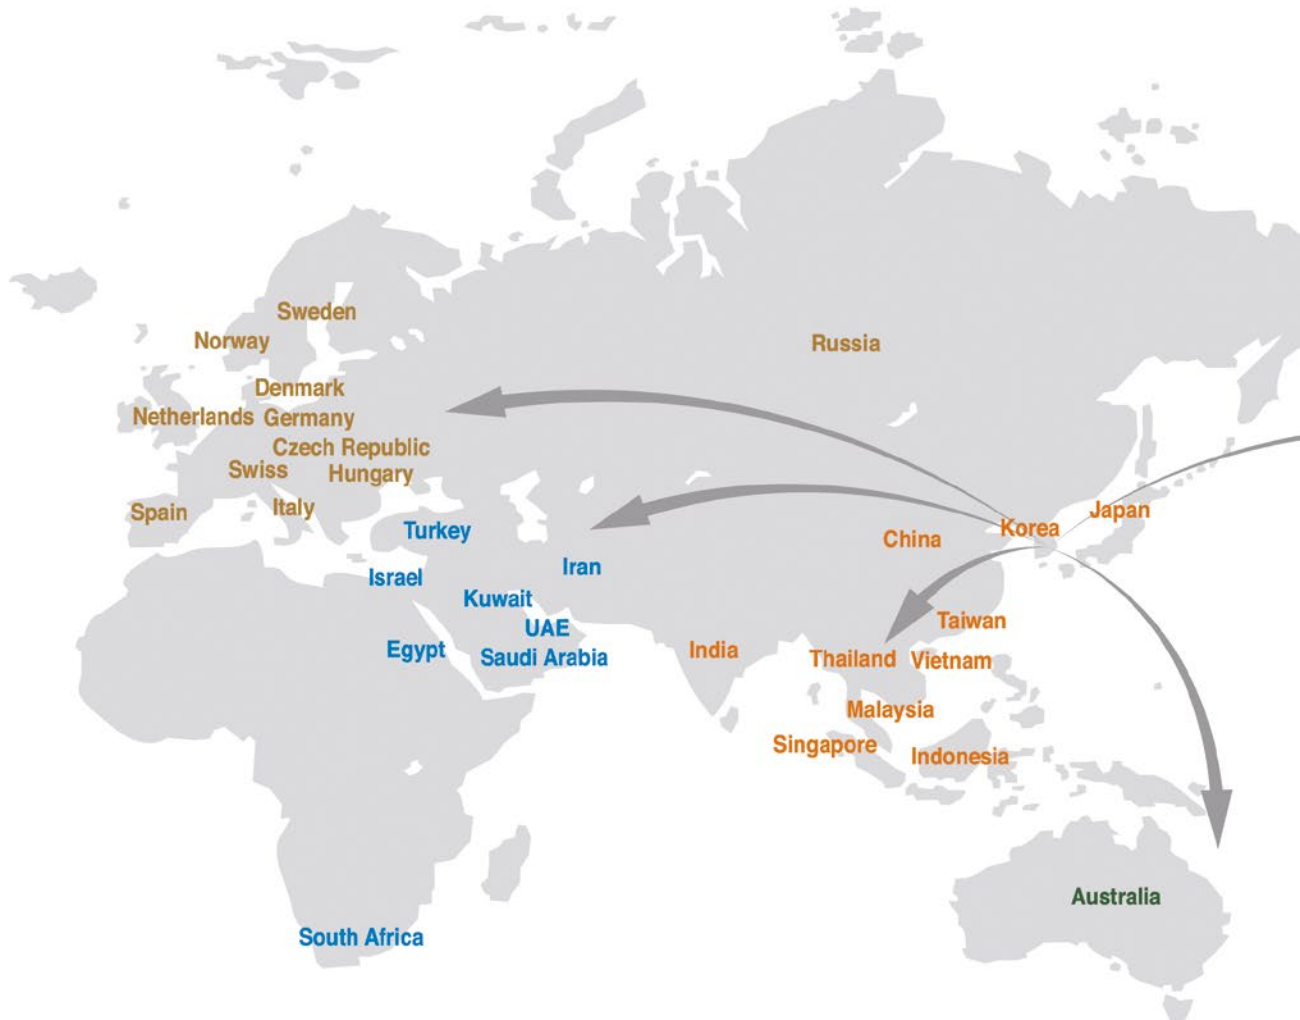 Sweden
Norway
Russia
Denmark
Netherlands
Germany
Czech Republic
Swiss
Hungary
Spain
Italy
Japan
Korea
Turkey
China
Iran
Israel
Kuwait
Taiwan
UAE
Egypt
Saudi Arabia
India
Thailand
Vietnam
Malaysia
Singapore
Indonesia
Australia
South Africa